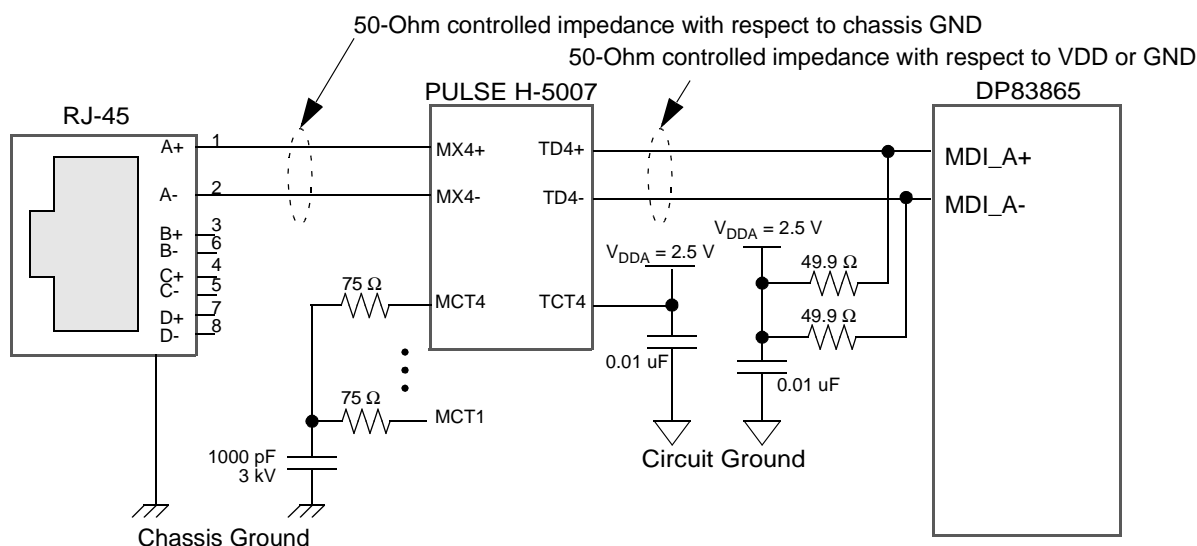 50-Ohm controlled impedance with respect to chassis GND
50-Ohm controlled impedance with respect to VDD or GND
RJ-45
PULSE H-5007
DP83865
A+ 1
MX4+
TD4+
MDI_A+
A- 2
MX4-
TD4-
MDI_A-
B+ 3
B- 6
C+ 4
C- 5
D+ 7
D- 8
VDDA = 2.5 V
VDDA = 2.5 V
49.9 Ω
49.9 Ω
75 Ω
MCT4
TCT4
0.01 uF
0.01 uF
75 Ω
MCT1
1000 pF
3 kV
Circuit Ground
Chassis Ground